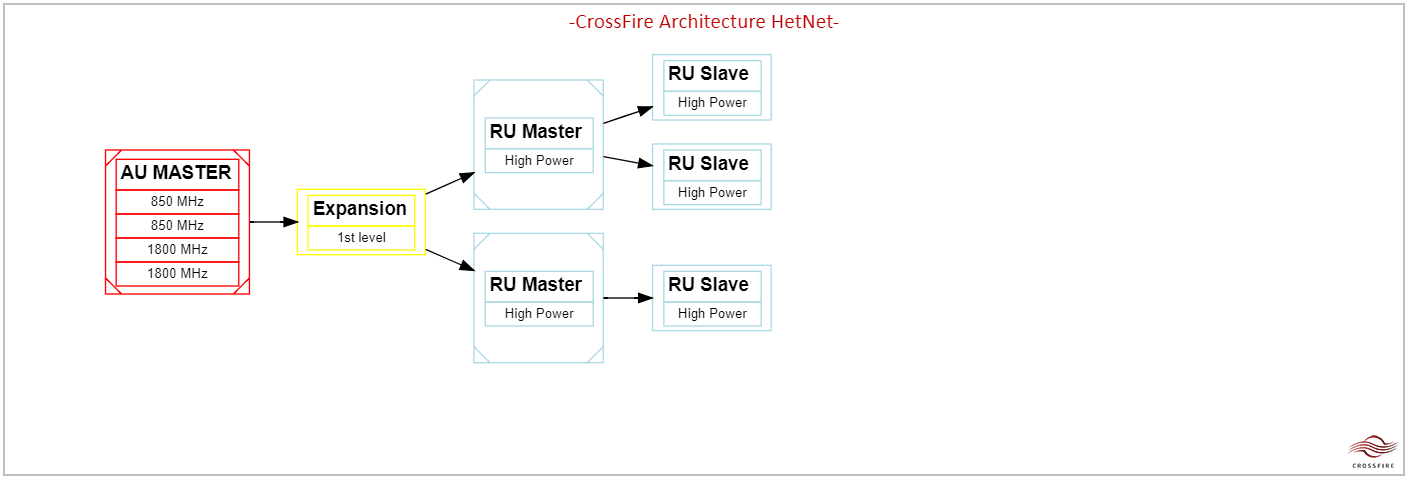 -CrossFire Architecture HetNet-
AU MASTER
850 MHz
850 MHz
1800 MHz
1800 MHz
Expansion
1st level
RU Master
High Power
RU Slave
High Power
RU Slave
High Power
RU Master
High Power
RU Slave
High Power
CROSSFIRE